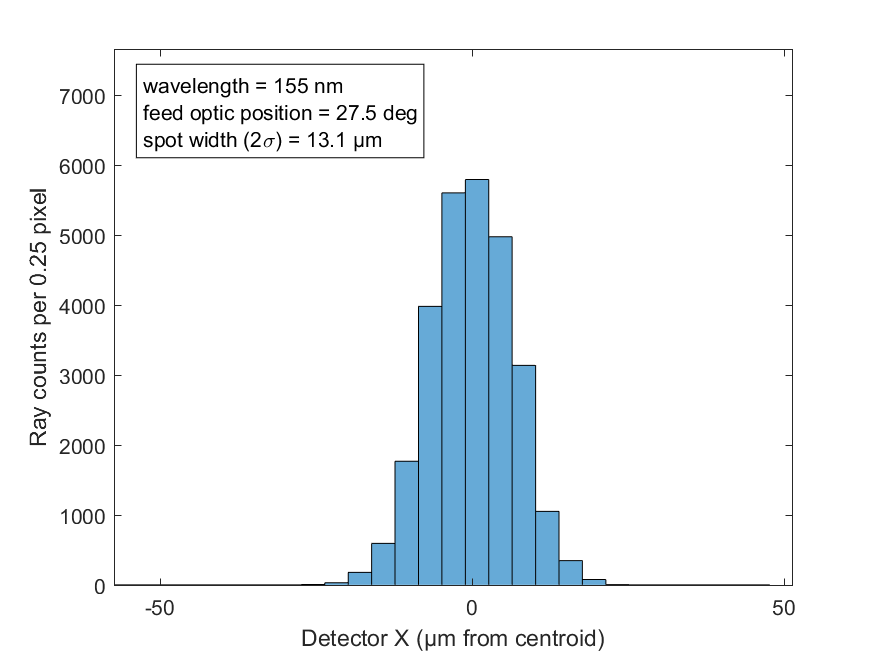 wavelength = 155 nm
feed optic position = 27.5 deg
spot width (2σ) = 13.1 µm
7000
6000
5000
4000
3000
2000
1000
0
Ray counts per 0.25 pixel
-50
0
50
Detector X (µm from centroid)